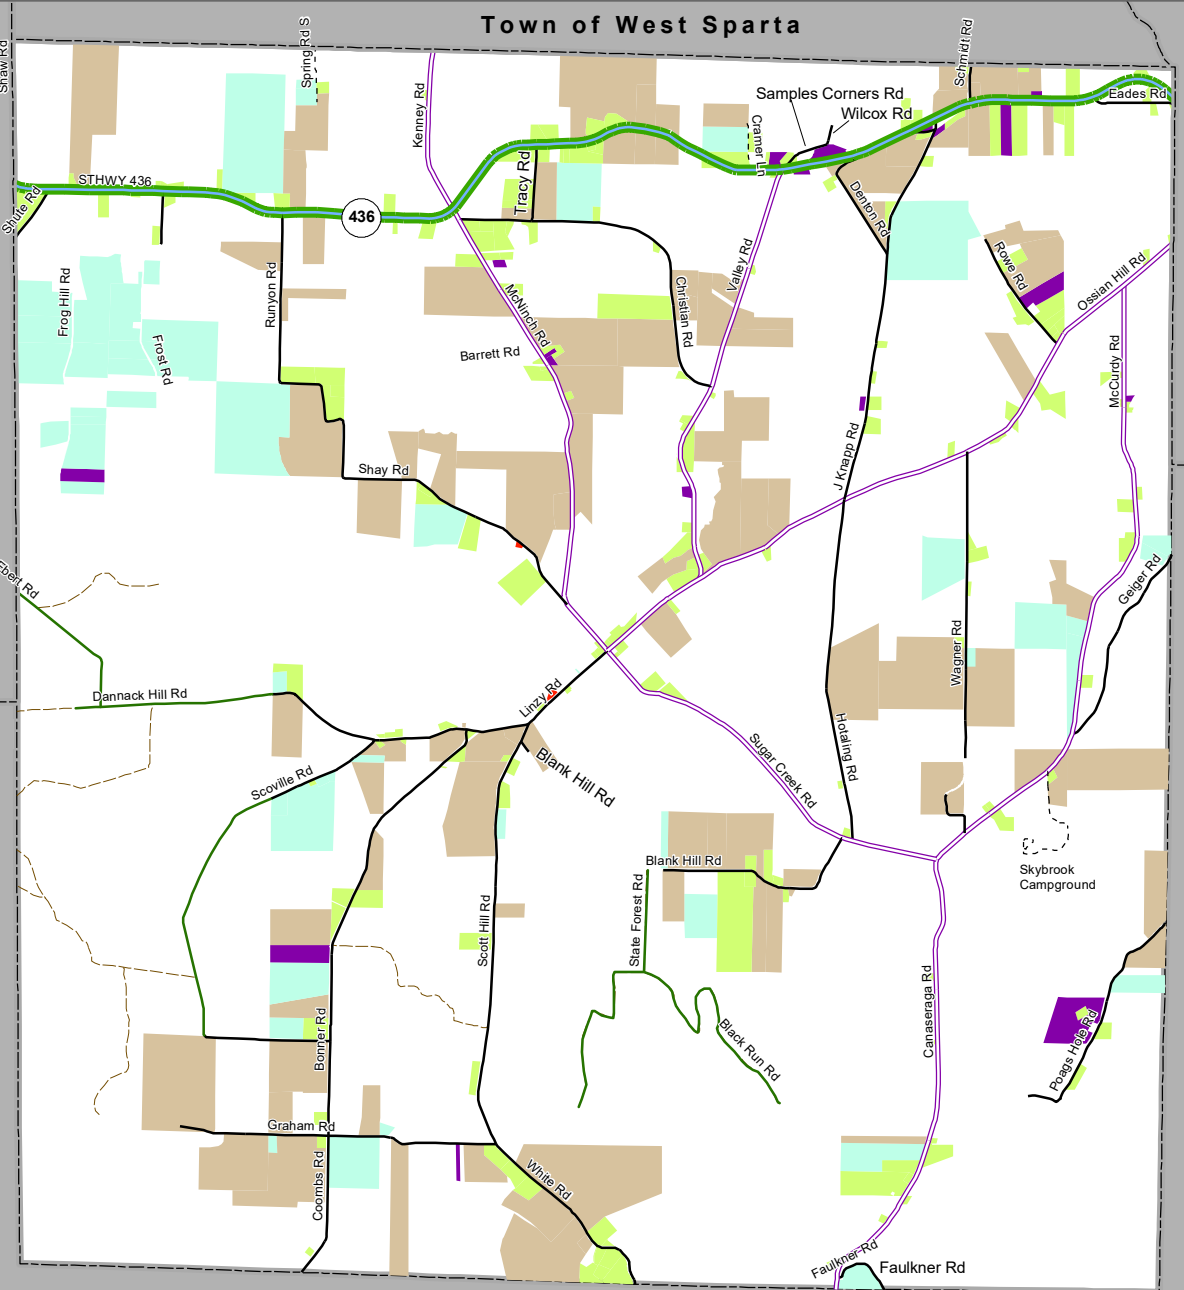 Town of West Sparta
Shaw Rd
Spring Rd S
Schmidt Rd
Kenney Rd
Samples Corners Rd
Eades Rd
Wilcox Rd
Cramer Ln
STHWY 436
Tracy Rd
Shute Rd
436
Denton Rd
Valley Rd
Rowe Rd
Ossian Hill Rd
Runyon Rd
Frog Hill Rd
McNinch Rd
Christian Rd
Frost Rd
Barrett Rd
McCurdy Rd
J Knapp Rd
Shay Rd
Ebert Rd
Geiger Rd
Wagner Rd
Dannack Hill Rd
Linzy Rd
Hotaling Rd
Sugar Creek Rd
Blank Hill Rd
Scoville Rd
Blank Hill Rd
Skybrook
Campground
State Forest Rd
Scott Hill Rd
Canaseraga Rd
Bonner Rd
Black Run Rd
Poags Hole Rd
Graham Rd
White Rd
Coombs Rd
Faulkner Rd
Faulkner Rd